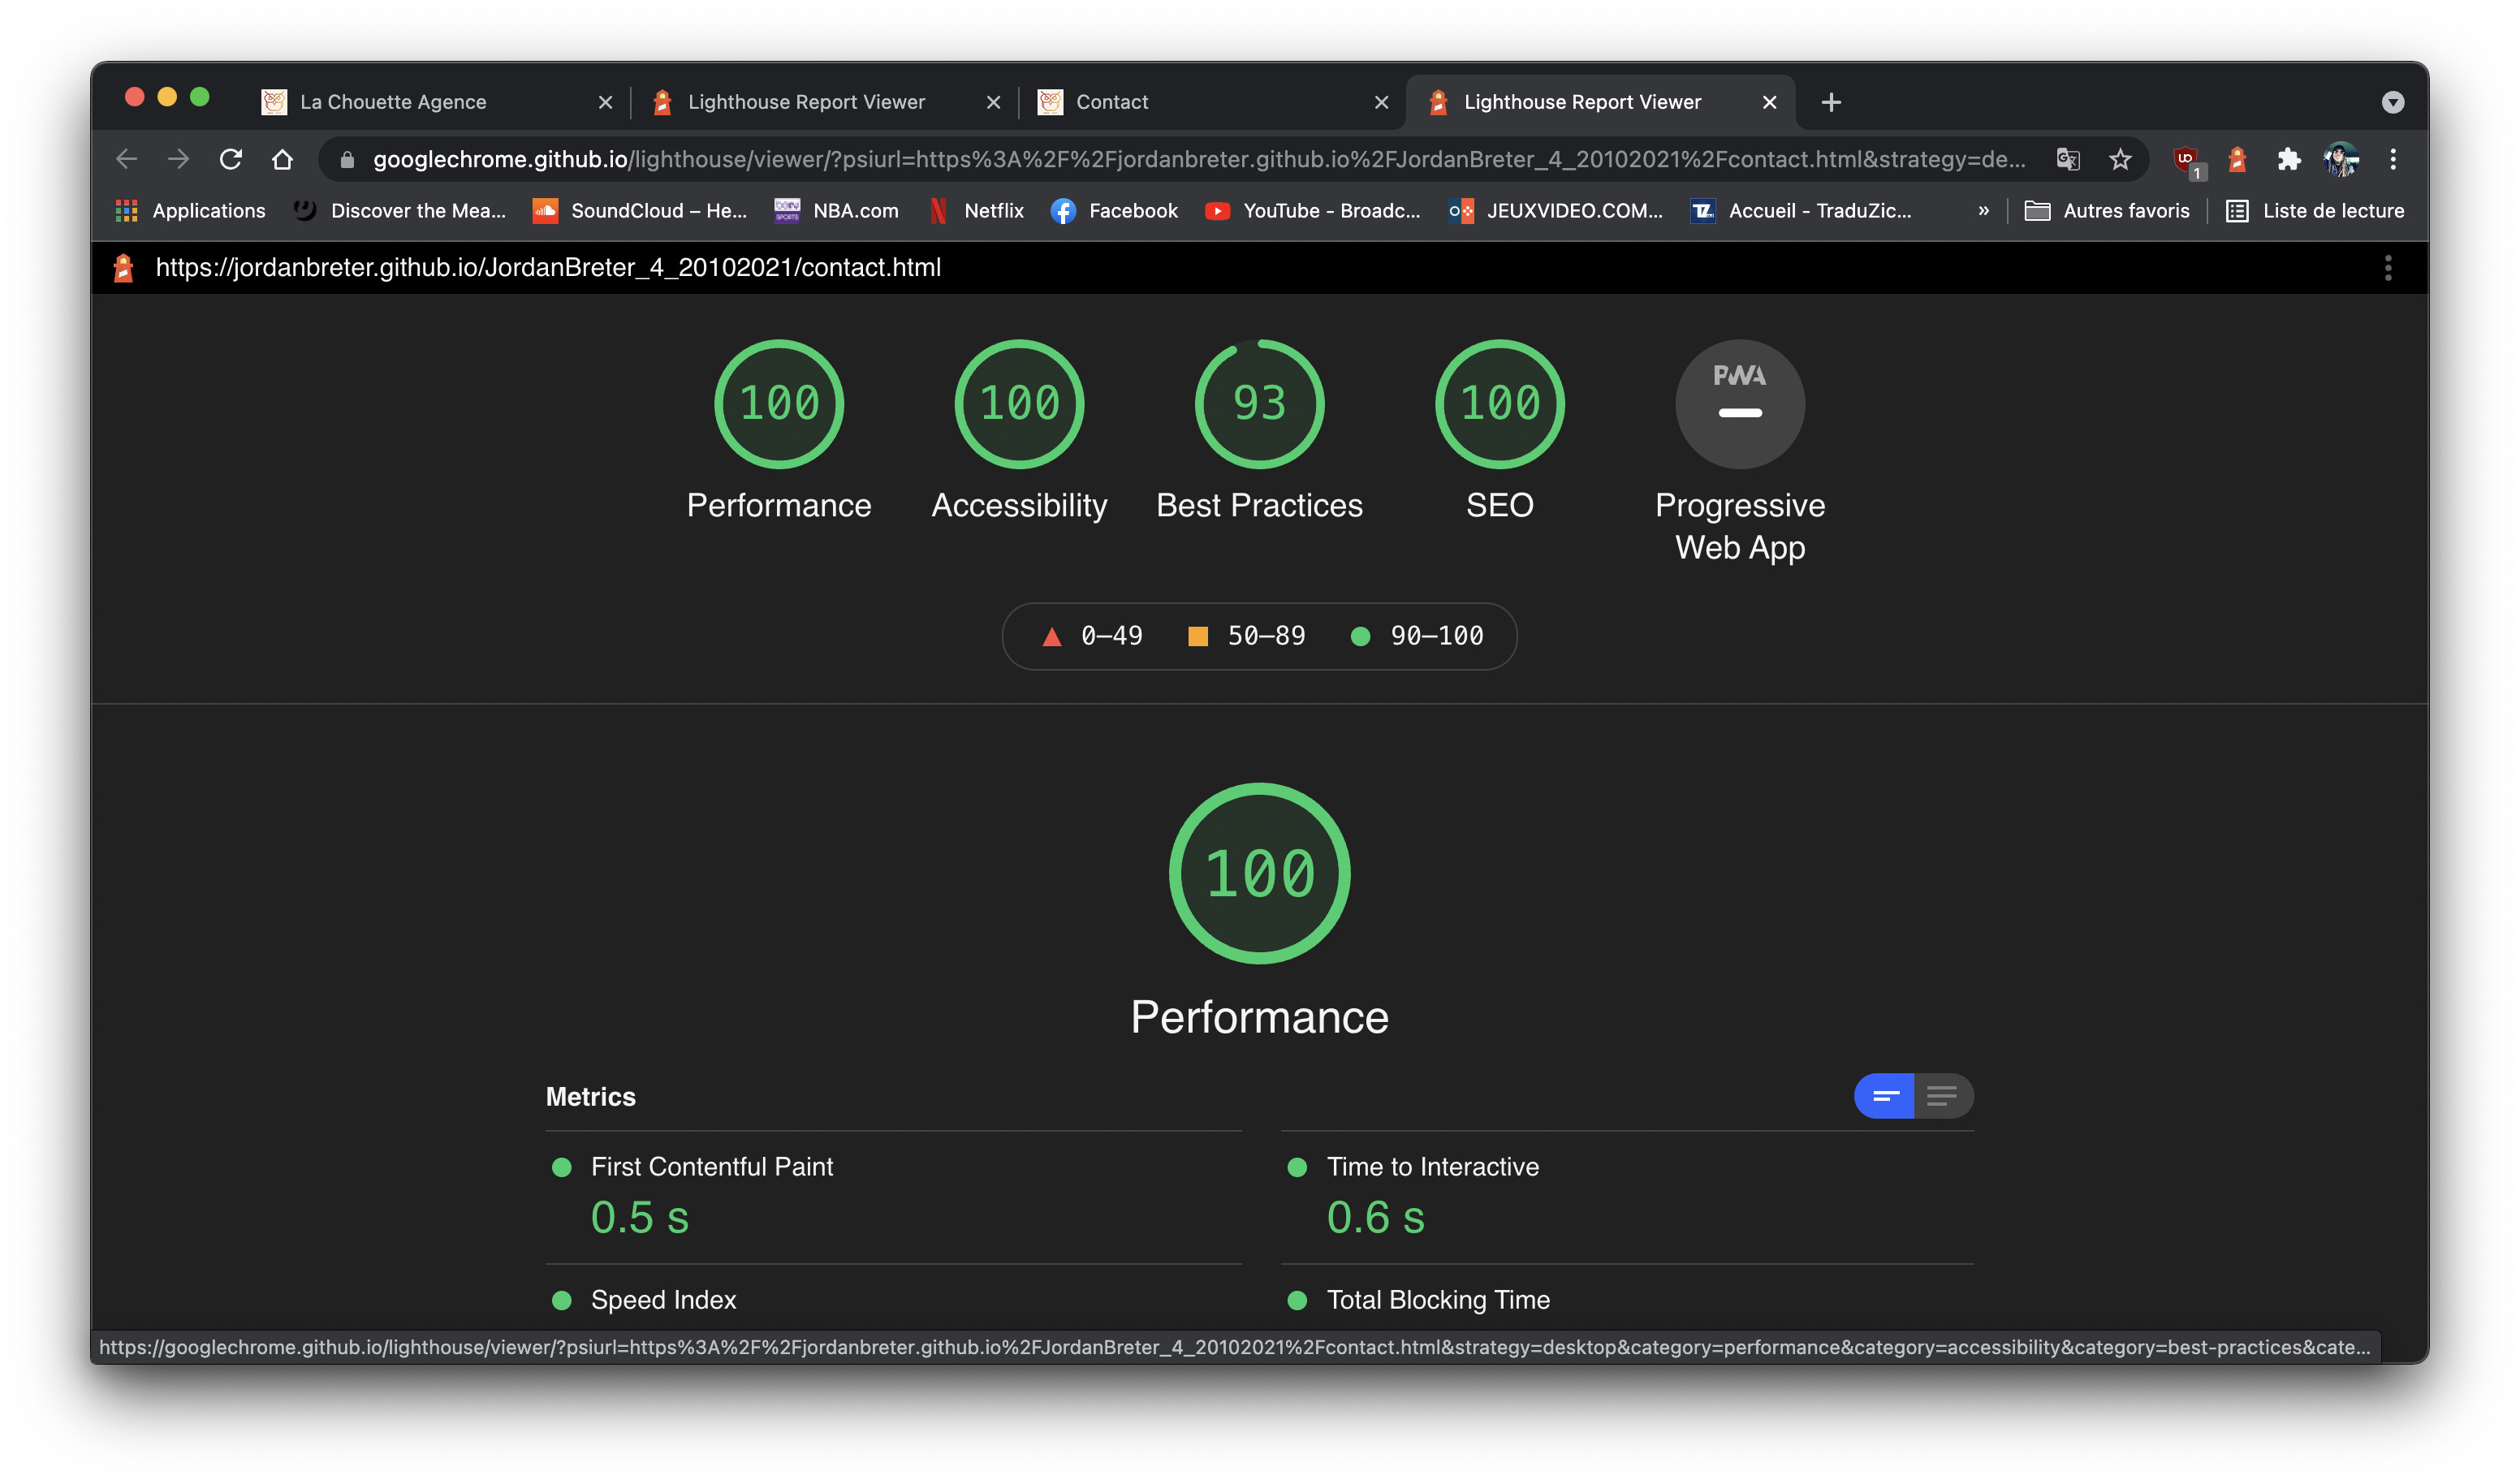 La Chouette Agence
Lighthouse Report Viewer
Contact
Lighthouse Report Viewer
googlechrome.github.io/lighthouse/viewer/?psiurl=https%3A%2F%2Fjordanbreter.github.io%2FJordanBreter_4_20102021%2Fcontact.html&strategy=de...
1
Applications
Discover the Mea...
SoundCloud – He...
NBA.com
Netflix
Facebook
YouTube - Broadc...
JEUXVIDEO.COM...
Accueil - TraduZic...
»
Autres favoris
Liste de lecture
https://jordanbreter.github.io/JordanBreter_4_20102021/contact.html
100
Performance
100
Accessibility
93
Best Practices
100
SEO
PWA
Progressive
Web App
0–49
50–89
90–100
100
Performance
Metrics
First Contentful Paint
0.5 s
Time to Interactive
0.6 s
Speed Index
Total Blocking Time
https://googlechrome.github.io/lighthouse/viewer/?psiurl=https%3A%2F%2Fjordanbreter.github.io%2FJordanBreter_4_20102021%2Fcontact.html&strategy=desktop&category=performance&category=accessibility&category=best-practices&cate...